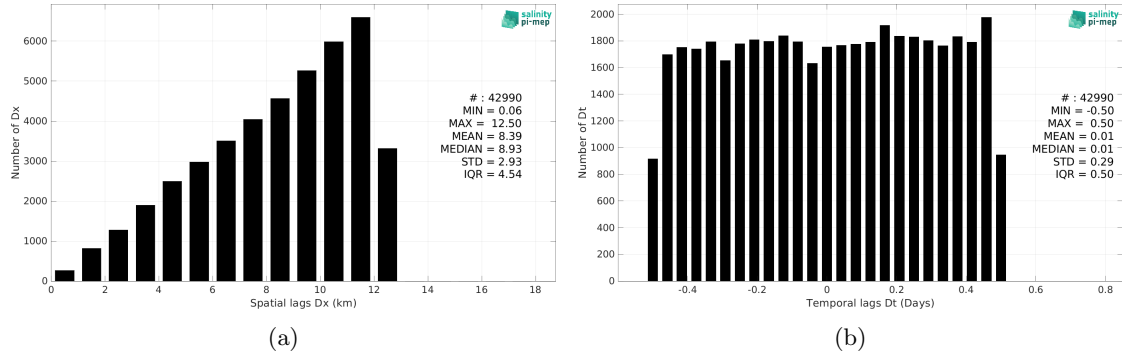 salinity
pi-mep
Number of Dx
6000
5000
4000
3000
2000
1000
0
# : 42990
MIN = 0.06
MAX = 12.50
MEAN = 8.39
MEDIAN = 8.93
STD = 2.93
IQR = 4.54
0 2 4 6 8 10 12 14 16 18
Spatial lags Dx (km)
(a)
salinity
pi-mep
Number of Dt
2000
1800
1600
1400
1200
1000
800
600
400
200
0
# : 42990
MIN = -0.50
MAX = 0.50
MEAN = 0.01
MEDIAN = 0.01
STD = 0.29
IQR = 0.50
-0.4 -0.2 0 0.2 0.4 0.6 0.8
Temporal lags Dt (Days)
(b)